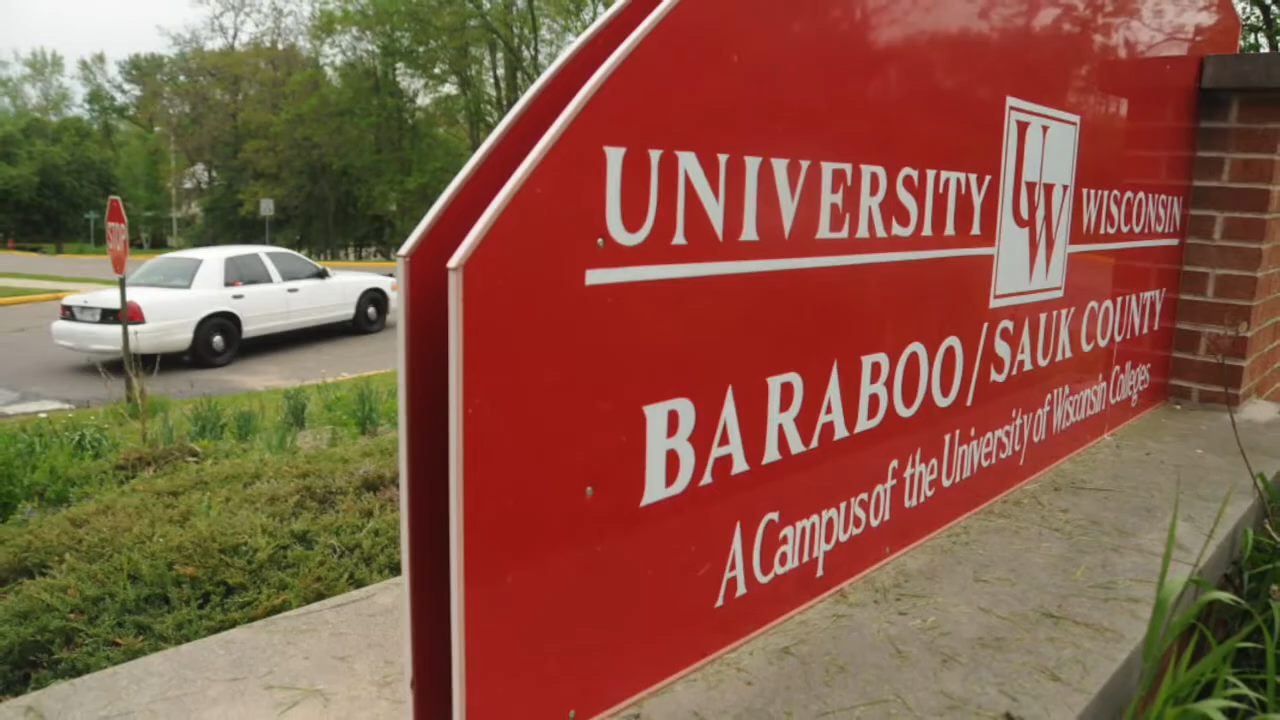 UNIVERSITY UW WISCONSIN
BARABOO/SAUK COUNTY
A Campus of the University of Wisconsin Colleges
STOP